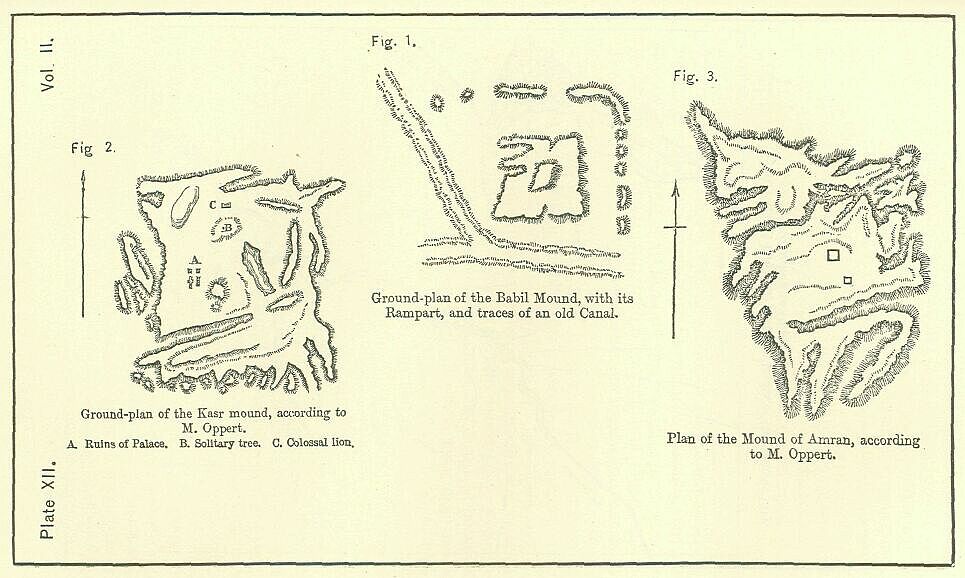 Vol. II.
Plate XII.
Fig. 1.
Ground-plan of the Babil Mound, with its
Rampart, and traces of an old Canal.
Fig 2.
C
B
A
Ground-plan of the Kasr mound, according to
M. Oppert.
A. Ruins of Palace. B. Solitary tree. C. Colossal lion.
Fig. 3.
Plan of the Mound of Amran, according
to M. Oppert.